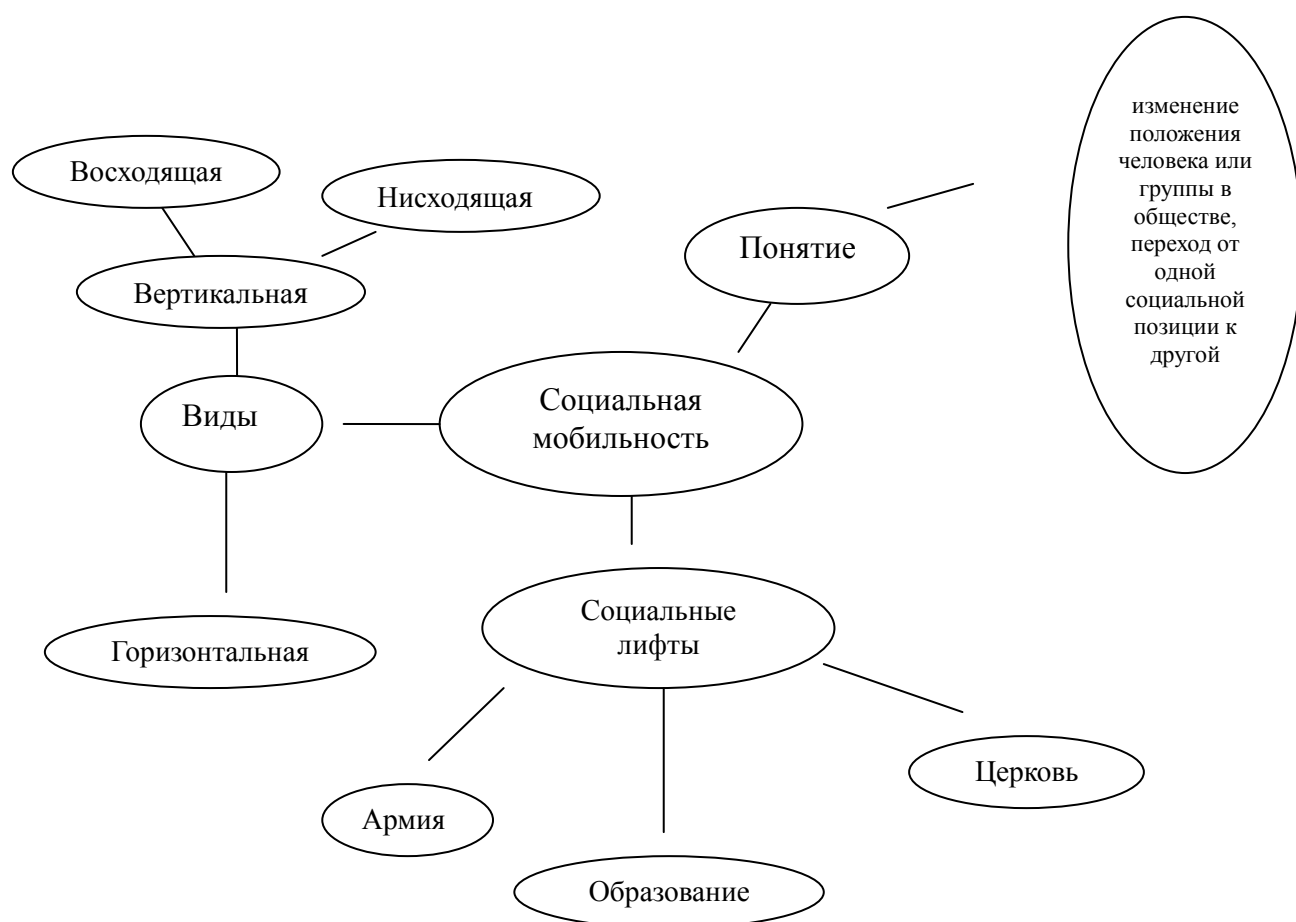 изменение
положения
человека или
группы в
обществе,
переход от
одной
социальной
позиции к
другой
Восходящая
Нисходящая
Понятие
Вертикальная
Виды
Социальная
мобильность
Социальные
лифты
Горизонтальная
Церковь
Армия
Образование